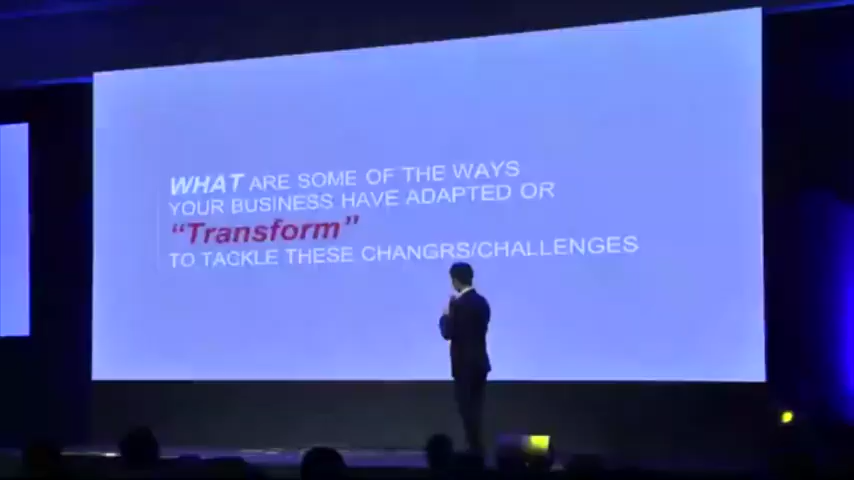 WHAT ARE SOME OF THE WAYS
YOUR BUSINESS HAVE ADAPTED OR
“Transform”
TO TACKLE THESE CHANGRS/CHALLENGES